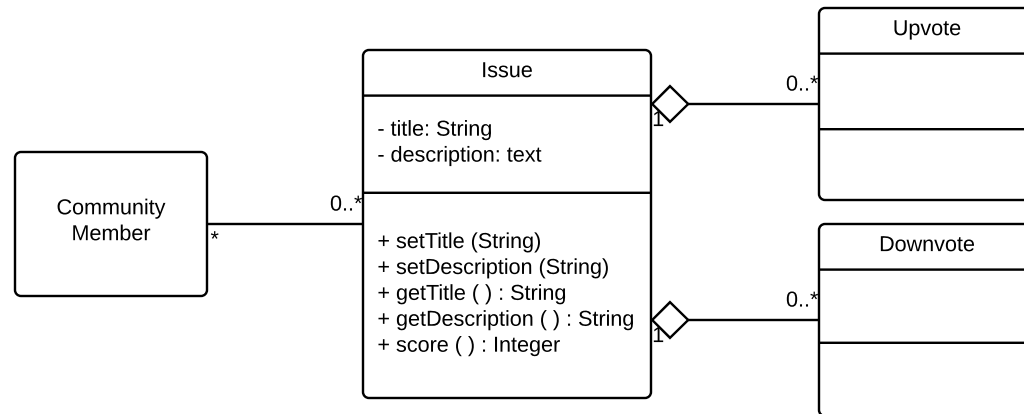 Community
Member
*
0..*
Issue
- title: String
- description: text
+ setTitle (String)
+ setDescription (String)
+ getTitle ( ) : String
+ getDescription ( ) : String
+ score ( ) : Integer
1
0..*
Upvote
1
0..*
Downvote